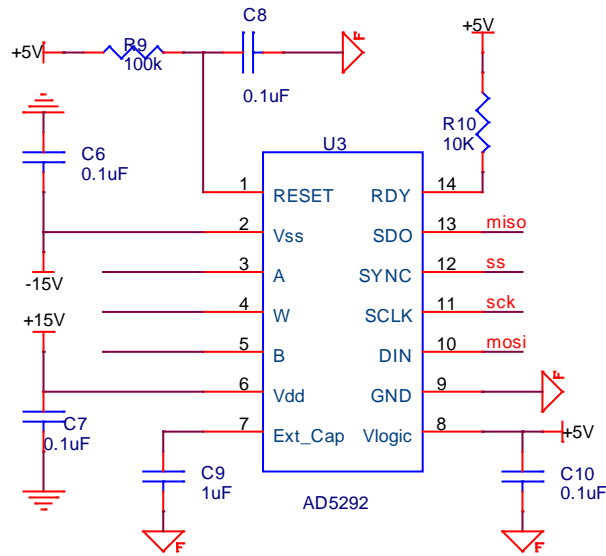 C8
+5V
R9
100k
F
0.1uF
+5V
R10
10K
U3
C6
0.1uF
1 RESET RDY 14
2 Vss SDO 13 miso
3 A SYNC 12 ss
4 W SCLK 11 sck
5 B DIN 10 mosi
6 Vdd GND 9
7 Ext_Cap Vlogic 8
-15V
+15V
F
C7
0.1uF
+5V
C9
1uF
C10
0.1uF
AD5292
F
F